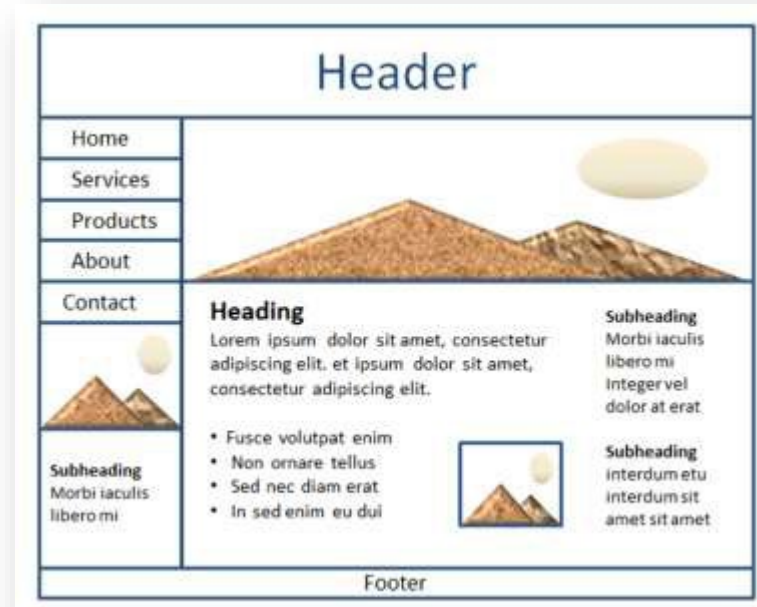 Header
Home
Services
Products
About
Contact
Subheading
Morbi iaculis
libero mi
Heading
Lorem ipsum dolor sit amet, consectetur
adipiscing elit. et ipsum dolor sit amet,
consectetur adipiscing elit.
• Fusce volutpat enim
• Non ornare tellus
• Sed nec diam erat
• In sed enim eu dui
Subheading
Morbi iaculis
libero mi
Integer vel
dolor at erat
Subheading
interdum etu
interdum sit
amet sit amet
Footer